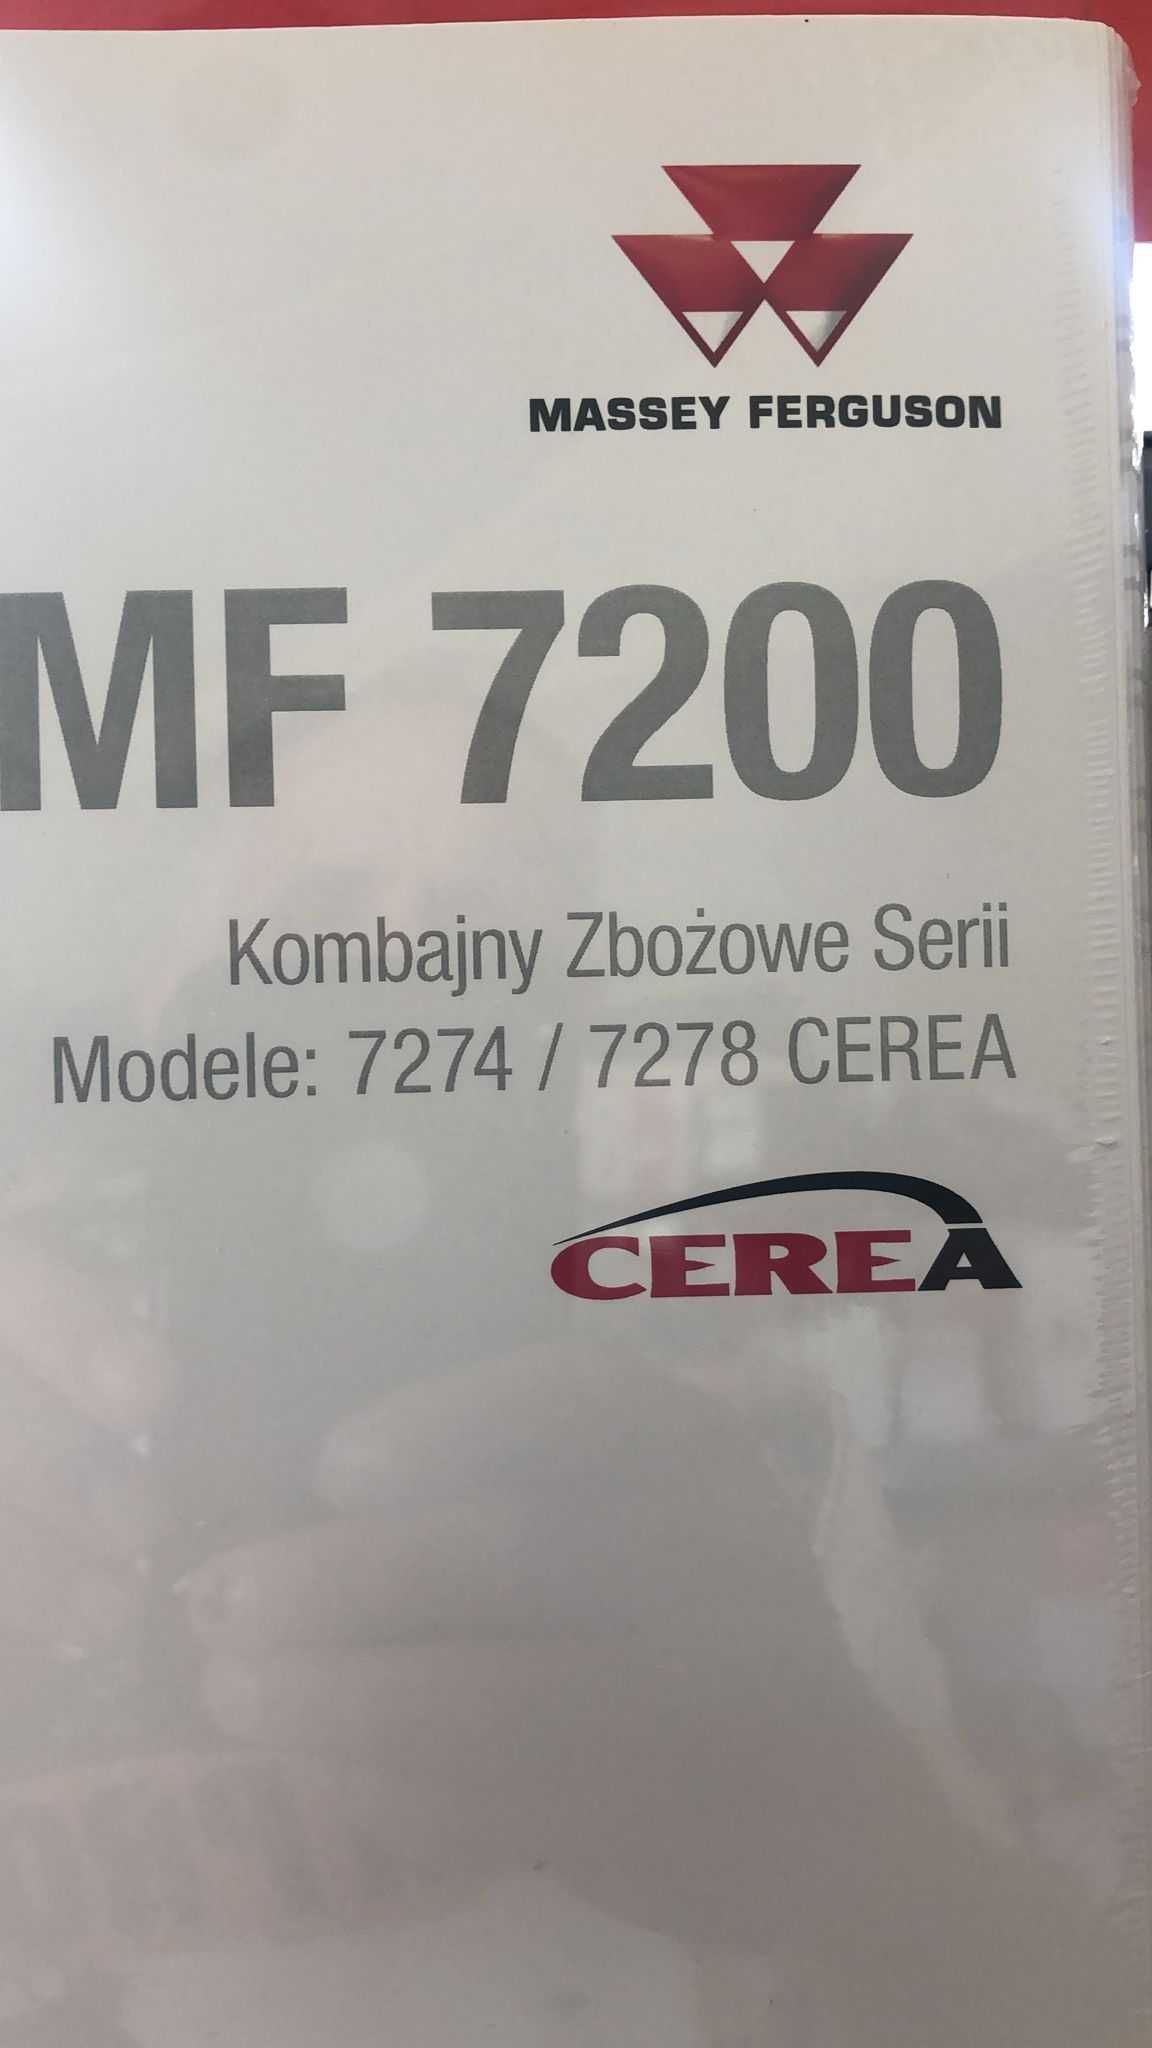 MASSEY FERGUSON
MF 7200
Kombajny Zbożowe Serii
Modele: 7274 / 7278 CEREA
CEREA